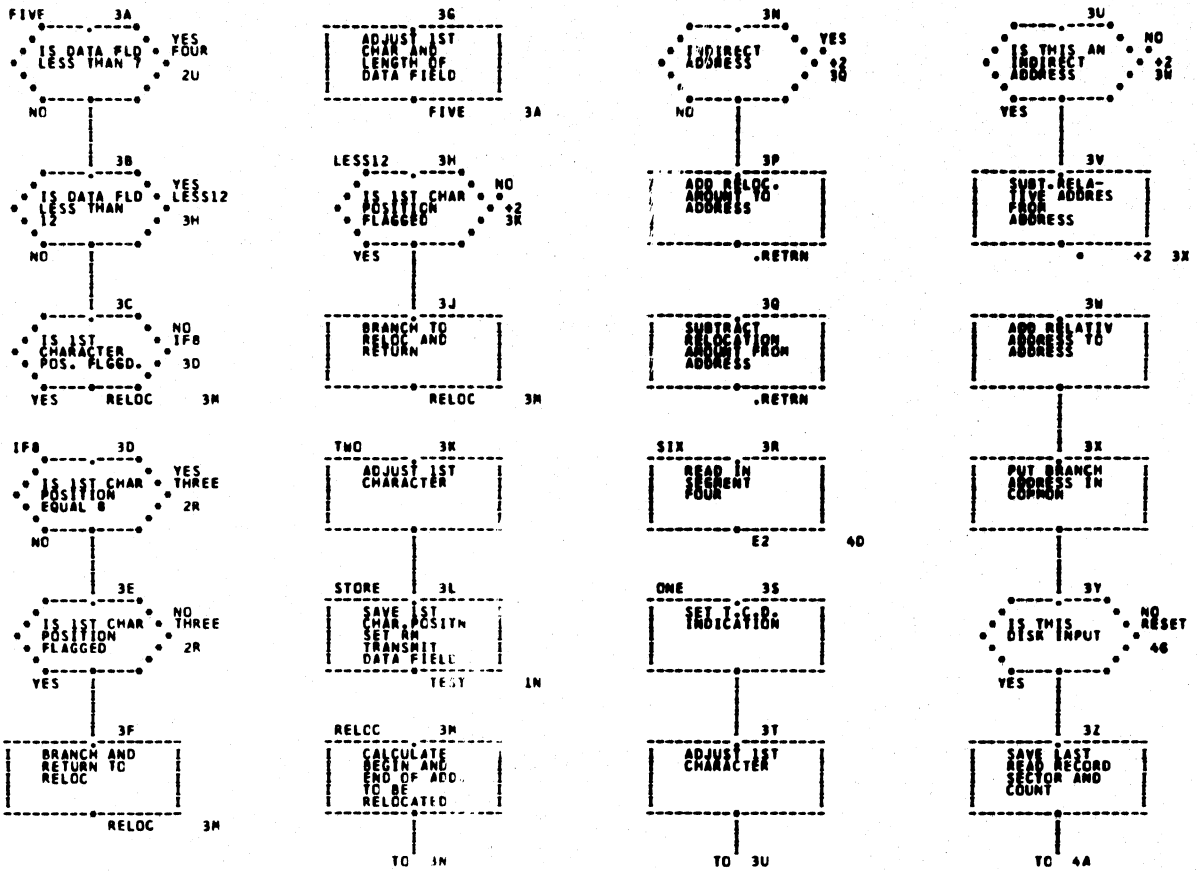 FIVE 3A
IS DATA FLD
LESS THAN 7
YES
FOUR
2U
NO
3B
IS DATA FLD
LESS THAN
12
YES
LESS12
3H
NO
3C
IS 1ST
CHARACTER
POS. FLGGD.
NO
IF8
3D
YES RELOC 3M
IF8 3D
IS 1ST CHAR
POSITION
EQUAL 8
YES
THREE
2R
NO
3E
IS 1ST CHAR
POSITION
FLAGGED
NO
THREE
2R
YES
3F
BRANCH AND
RETURN TO
RELOC
RELOC 3M
3G
ADJUST 1ST
CHAR AND
LENGTH OF
DATA FIELD
FIVE 3A
LESS12 3H
IS 1ST CHAR
POSITION
FLAGGED
NO
+2
3K
YES
3J
BRANCH TO
RELOC AND
RETURN
RELOC 3M
TWO 3K
ADJUST 1ST
CHARACTER
STORE 3L
SAVE 1ST
CHAR.POSITN
SET RM
TRANSMIT
DATA FIELD
TEST 1N
RELOC 3M
CALCULATE
BEGIN AND
END OF ADD.
TO BE
RELOCATED
TO 3N
3N
INDIRECT
ADDRESS
YES
+2
3Q
NO
3P
ADD RELOC.
AMOUNT TO
ADDRESS
.RETRN
3Q
SUBTRACT
RELOCATION
AMOUNT FROM
ADDRESS
.RETRN
SIX 3R
READ IN
SEGMENT
FOUR
E2 4D
ONE 3S
SET T.C.D.
INDICATION
3T
ADJUST 1ST
CHARACTER
TO 3U
3U
IS THIS AN
INDIRECT
ADDRESS
NO
+2
3W
YES
3V
SUBT.RELA-
TIVE ADDRES
FROM
ADDRESS
+2 3X
3W
ADD RELATIV
ADDRESS TO
ADDRESS
3X
PUT BRANCH
ADDRESS IN
COMMON
3Y
IS THIS
DISK INPUT
NO
RESET
4G
YES
3Z
SAVE LAST
READ RECORD
SECTOR AND
COUNT
TO 4A